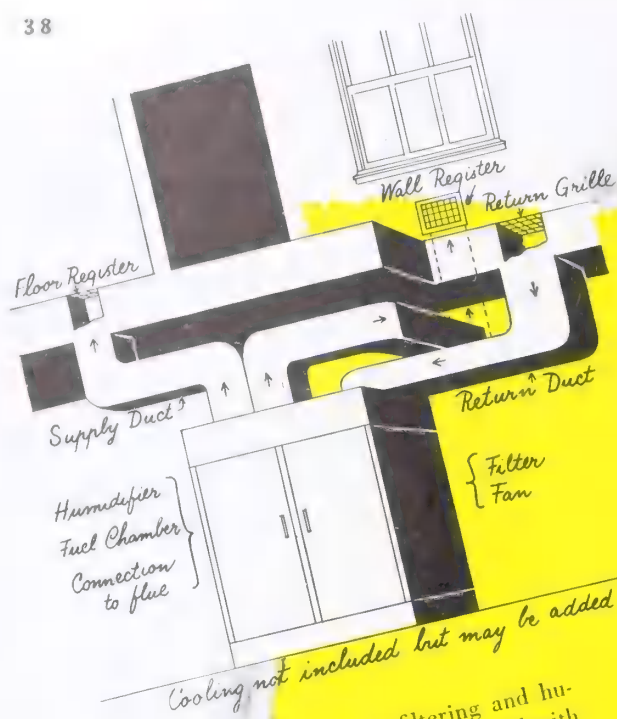 38
Wall Register
Return Grille
Floor Register
Supply Duct
Return Duct
Humidifier
Fuel Chamber
Connection
to flue
Filter
Fan
Cooling not included but may be added
filtering and hu-
with